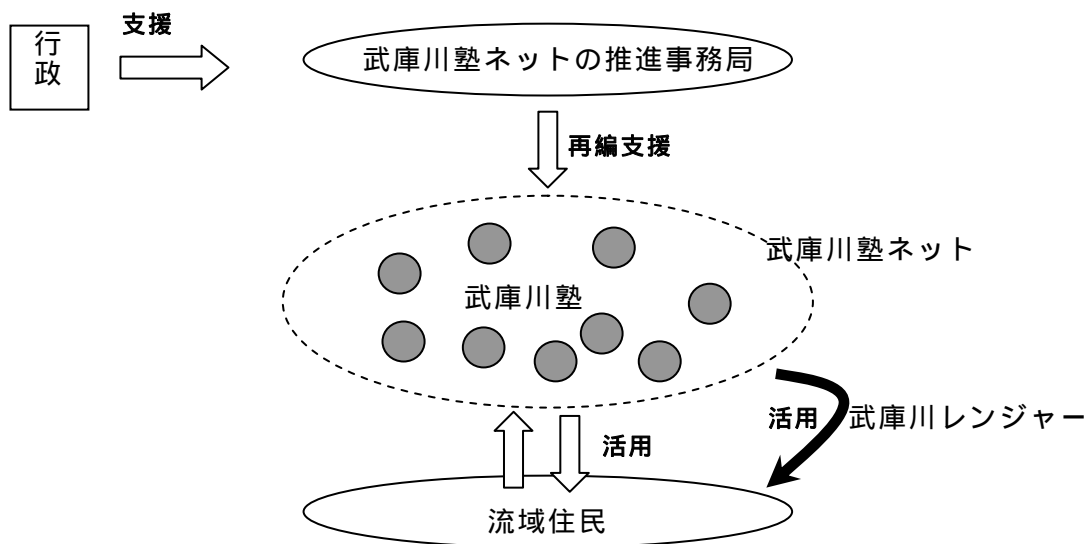 支援
行
政
武庫川塾ネットの推進事務局
再編支援
武庫川塾ネット
武庫川塾
活用
武庫川レンジャー
活用
流域住民